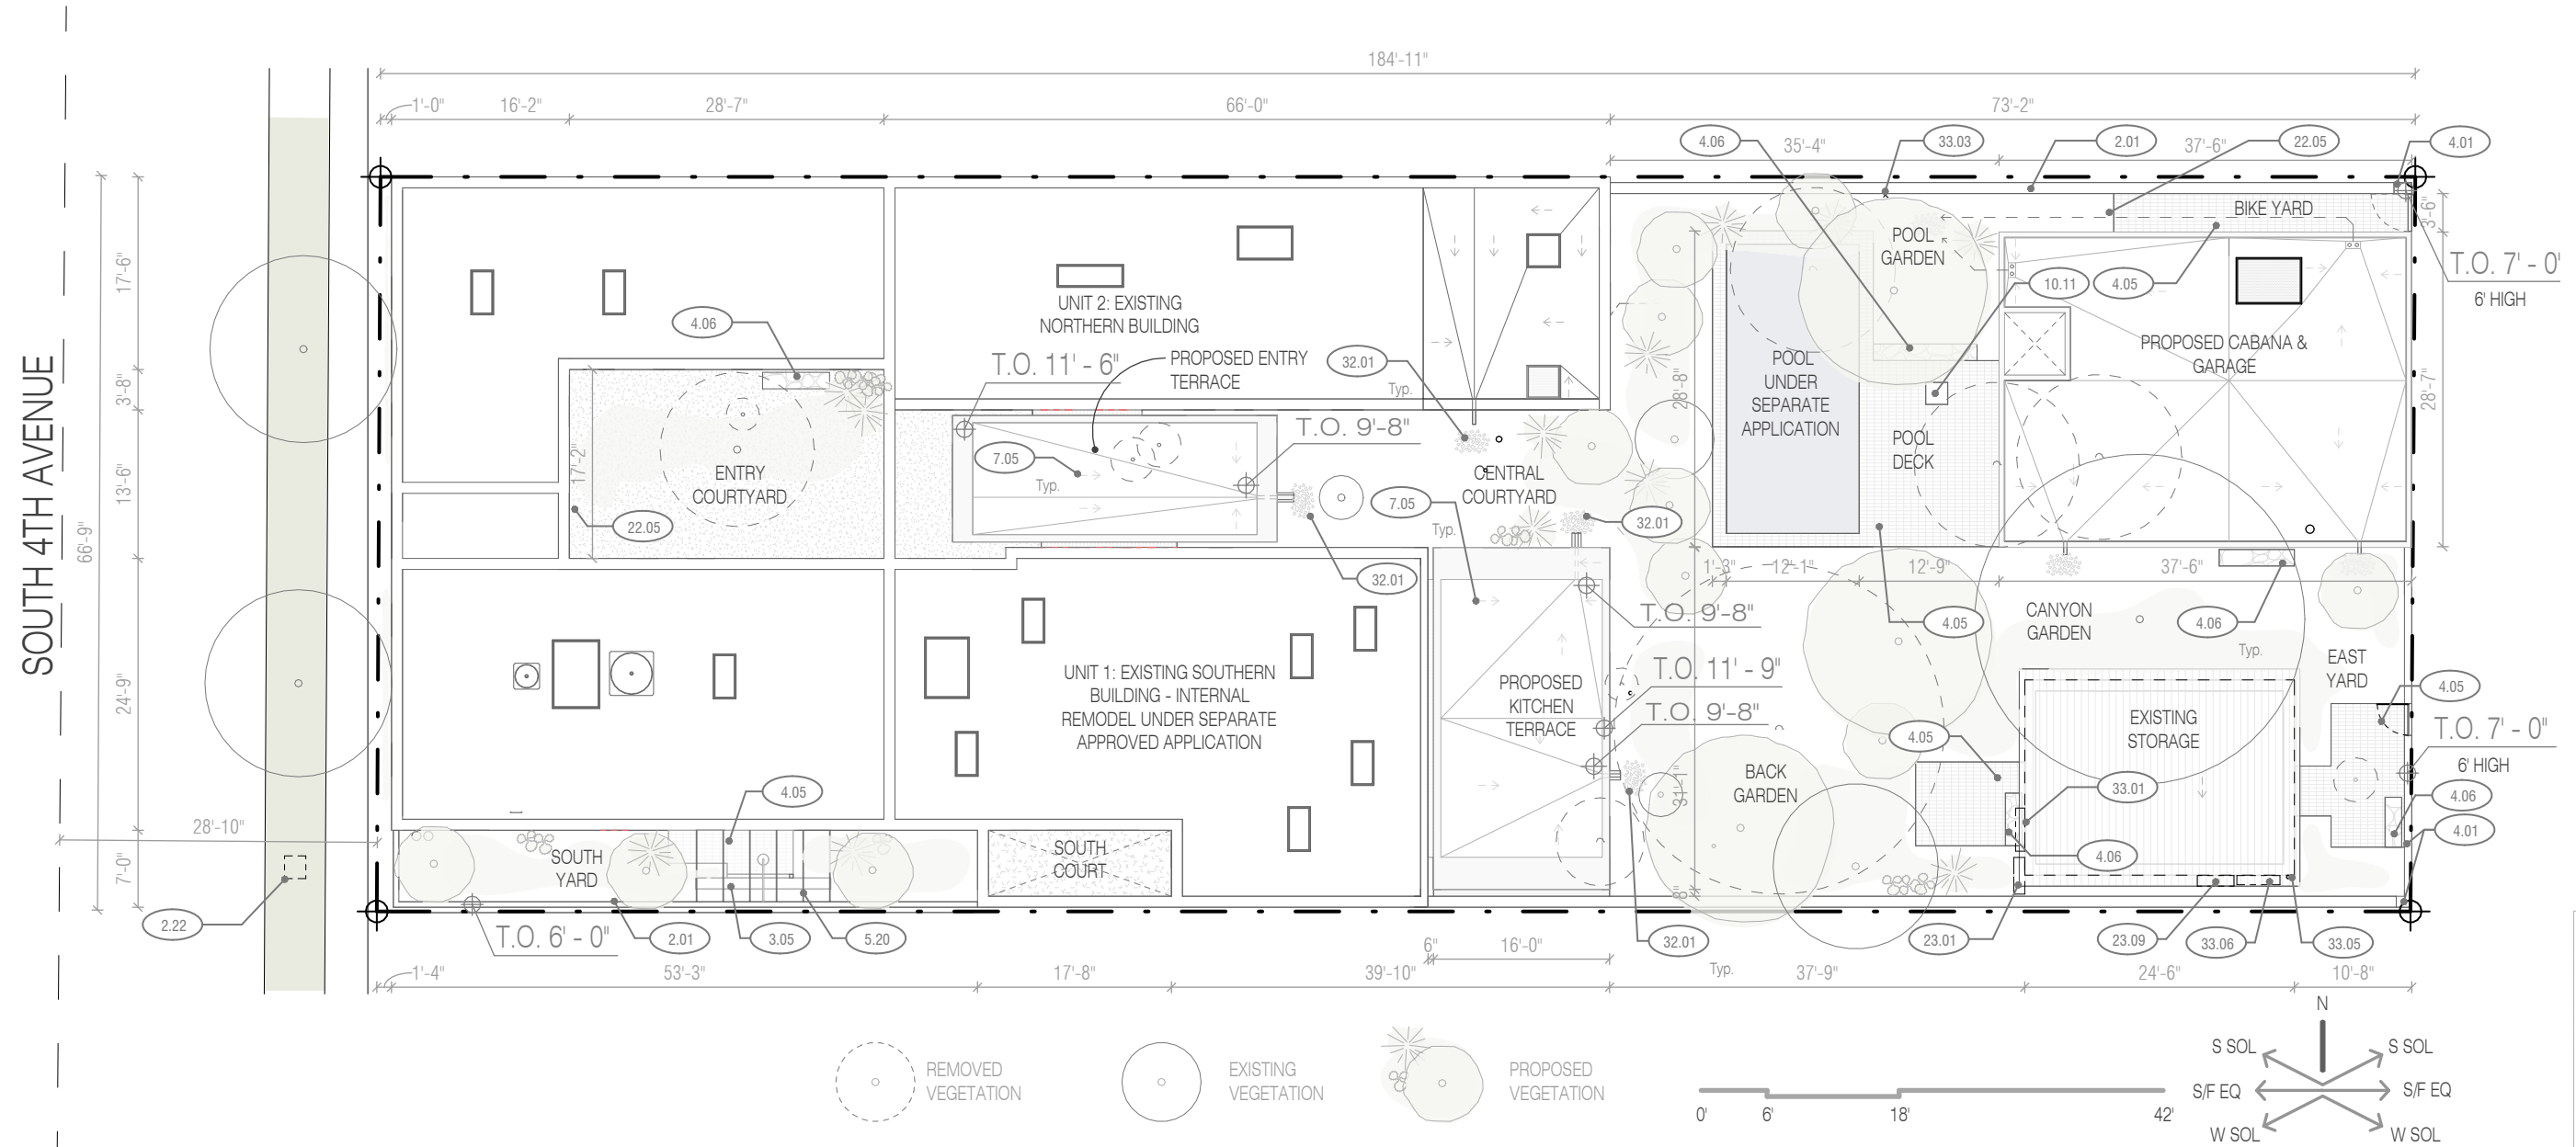 184'-11"
1'-0"
16'-2"
28'-7"
66'-0"
73'-2"
4.06
35'-4"
33.03
2.01
37'-6"
22.05
4.01
SOUTH 4TH AVENUE
66'-9"
17'-6"
3'-8"
13'-6"
24'-9"
7'-0"
28'-10"
2.22
4.06
17'-2"
ENTRY
COURTYARD
22.05
UNIT 2: EXISTING
NORTHERN BUILDING
T.O. 11' - 6"
PROPOSED ENTRY
TERRACE
32.01
Typ.
T.O. 9'-8"
7.05
Typ.
7.05
Typ.
CENTRAL
COURTYARD
32.01
32.01
POOL
GARDEN
BIKE YARD
3'-6"
T.O. 7' - 0"
6' HIGH
10.11
4.05
PROPOSED CABANA &
GARAGE
28'-8"
28'-7"
POOL
UNDER
SEPARATE
APPLICATION
POOL
DECK
1'-3"
12'-1"
12'-9"
37'-6"
T.O. 9'-8"
4.05
CANYON
GARDEN
4.06
Typ.
EAST
YARD
4.05
T.O. 11' - 9"
T.O. 9'-8"
UNIT 1: EXISTING SOUTHERN
BUILDING - INTERNAL
REMODEL UNDER SEPARATE
APPROVED APPLICATION
PROPOSED
KITCHEN
TERRACE
EXISTING
STORAGE
4.05
T.O. 7' - 0"
6' HIGH
BACK
GARDEN
31'-11"
33.01
4.06
4.01
4.06
4.05
SOUTH
YARD
SOUTH
COURT
8"
T.O. 6' - 0"
2.01
3.05
5.20
32.01
Typ.
23.01
23.09
33.06
33.05
6"
16'-0"
1'-4"
53'-3"
17'-8"
39'-10"
37'-9"
24'-6"
10'-8"
REMOVED
VEGETATION
EXISTING
VEGETATION
PROPOSED
VEGETATION
0'
6'
18'
42'
N
S SOL
S SOL
S/F EQ
S/F EQ
W SOL
W SOL